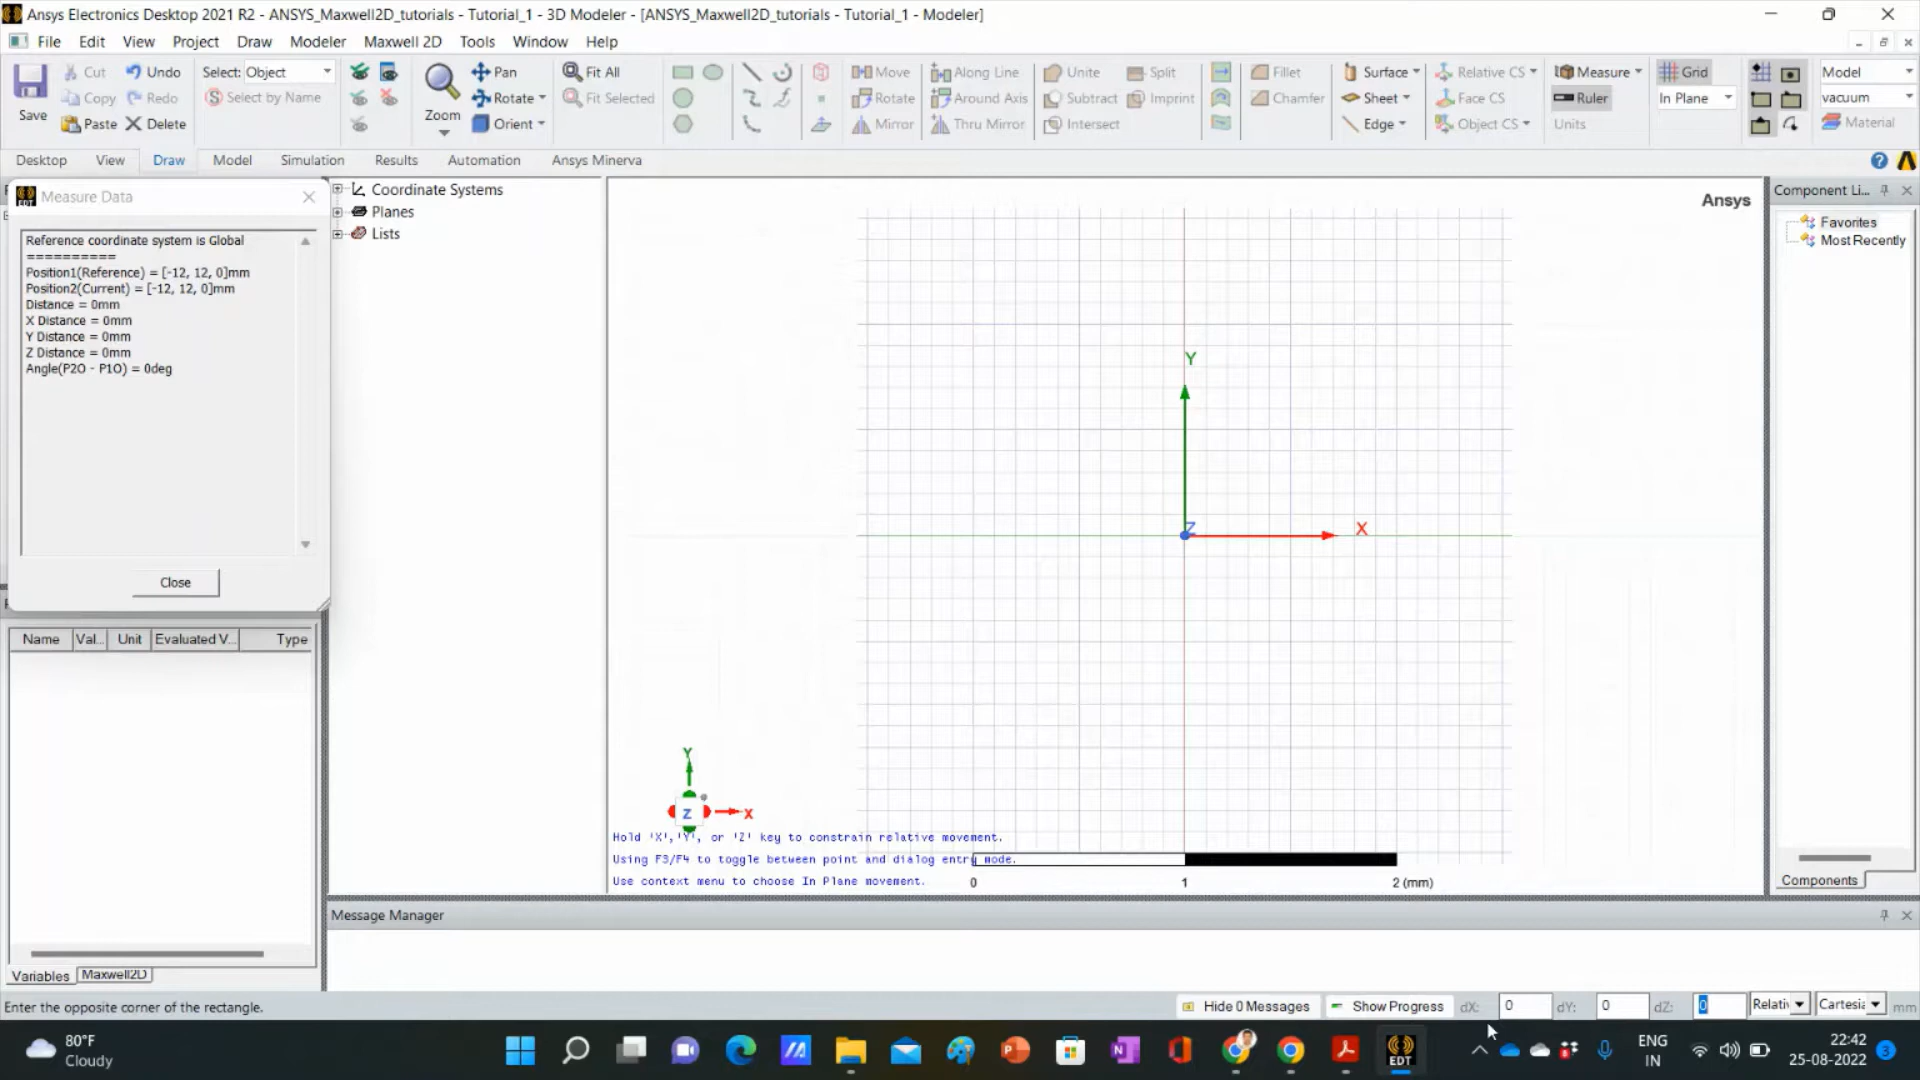 Ansys Electronics Desktop 2021 R2 - ANSYS_Maxwell2D_tutorials - Tutorial_1 - 3D Modeler - [ANSYS_Maxwell2D_tutorials - Tutorial_1 - Modeler]
File Edit View Project Draw Modeler Maxwell 2D Tools Window Help
Save
Cut Undo
Copy Redo
Paste Delete
Select: Object
Select by Name
Zoom
Pan
Rotate
Orient
Fit All
Fit Selected
Move Along Line
Rotate Around Axis
Mirror Thru Mirror
Unite Split
Subtract Imprint
Intersect
Fillet
Chamfer
Surface
Sheet
Edge
Relative CS
Face CS
Object CS
Measure
Ruler
Units
Grid
In Plane
Model
vacuum
Material
Desktop View Draw Model Simulation Results Automation Ansys Minerva
EDT Measure Data
Reference coordinate system is Global
==========
Position1(Reference) = [-12, 12, 0]mm
Position2(Current) = [-12, 12, 0]mm
Distance = 0mm
X Distance = 0mm
Y Distance = 0mm
Z Distance = 0mm
Angle(P2O - P1O) = 0deg
Close
Name Val... Unit Evaluated V... Type
Variables Maxwell2D
Coordinate Systems
Planes
Lists
Ansys
Y
Z
X
Y
Z X
Hold 'X','Y', or 'Z' key to constrain relative movement.
Using F3/F4 to toggle between point and dialog entry mode.
Use context menu to choose In Plane movement.
0 1 2 (mm)
Component Li...
Favorites
Most Recently
Components
Message Manager
Enter the opposite corner of the rectangle.
Hide 0 Messages Show Progress dX: 0 dY: 0 dZ: 0 Relativ Cartesia mm
80°F
Cloudy
EDT
ENG
IN
22:42
25-08-2022
3